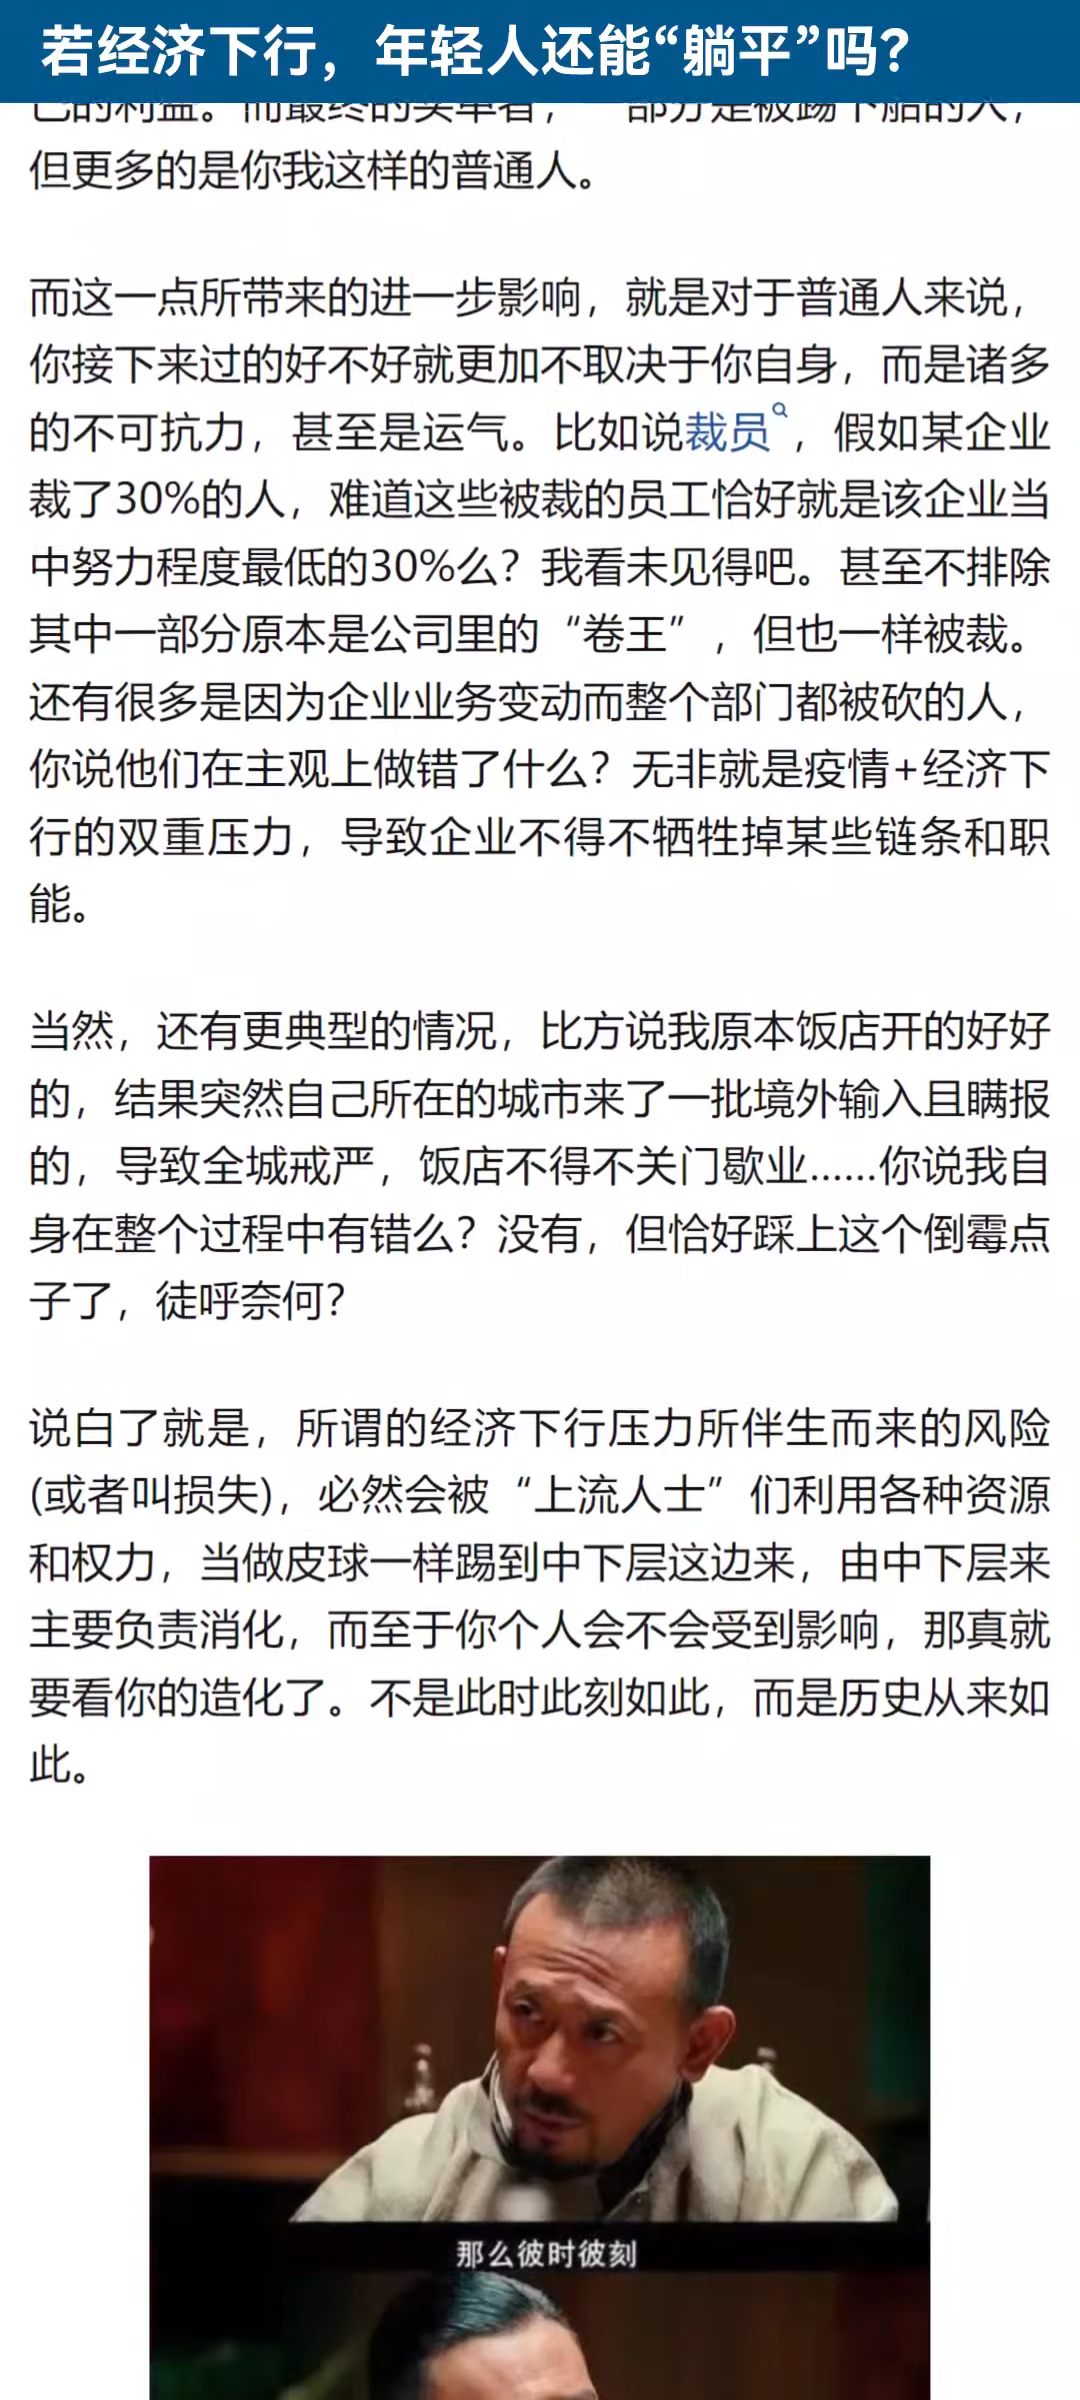 若经济下行，年轻人还能“躺平”吗？
己的利益。而最终的买单者，一部分是被踢下船的人，
但更多的是你我这样的普通人。
而这一点所带来的进一步影响，就是对于普通人来说，
你接下来过的好不好就更加不取决于你自身，而是诸多
的不可抗力，甚至是运气。比如说裁员，假如某企业
裁了30%的人，难道这些被裁的员工恰好就是该企业当
中努力程度最低的30%么？我看未见得吧。甚至不排除
其中一部分原本是公司里的“卷王”，但也一样被裁。
还有很多是因为企业业务变动而整个部门都被砍的人，
你说他们在主观上做错了什么？无非就是疫情+经济下
行的双重压力，导致企业不得不牺牲掉某些链条和职
能。
当然，还有更典型的情况，比方说我原本饭店开的好好
的，结果突然自己所在的城市来了一批境外输入且瞒报
的，导致全城戒严，饭店不得不关门歇业......你说我自
身在整个过程中有错么？没有，但恰好踩上这个倒霉点
子了，徒呼奈何？
说白了就是，所谓的经济下行压力所伴生而来的风险
(或者叫损失)，必然会被“上流人士”们利用各种资源
和权力，当做皮球一样踢到中下层这边来，由中下层来
主要负责消化，而至于你个人会不会受到影响，那真就
要看你的造化了。不是此时此刻如此，而是历史从来如
此。
那么彼时彼刻